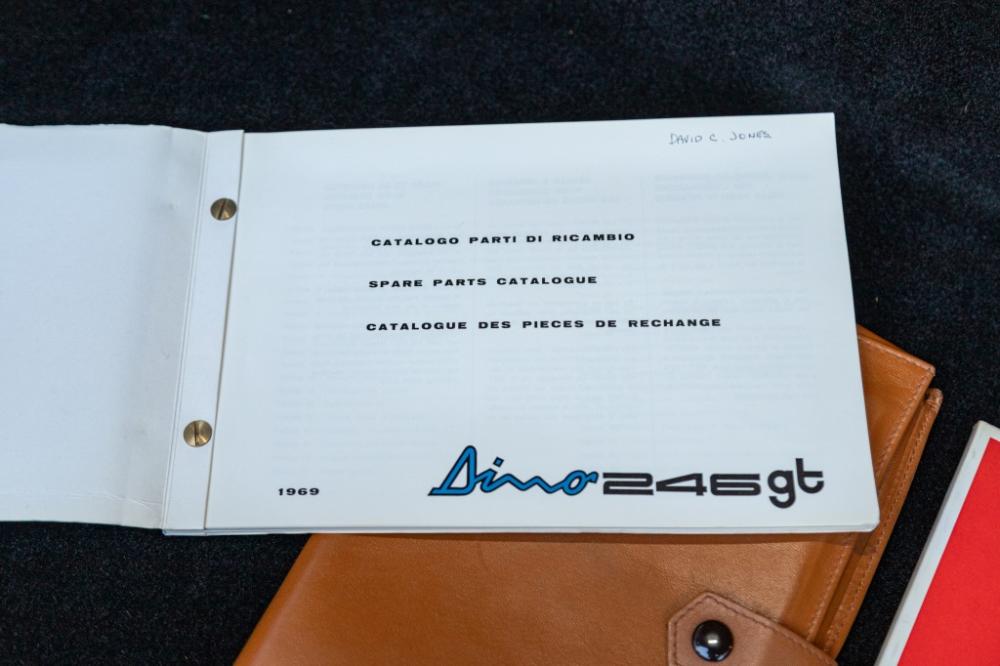 DAVID C. JONES
CATALOGO PARTI DI RICAMBIO
SPARE PARTS CATALOGUE
CATALOGUE DES PIECES DE RECHANGE
1969 Dino 246 gt